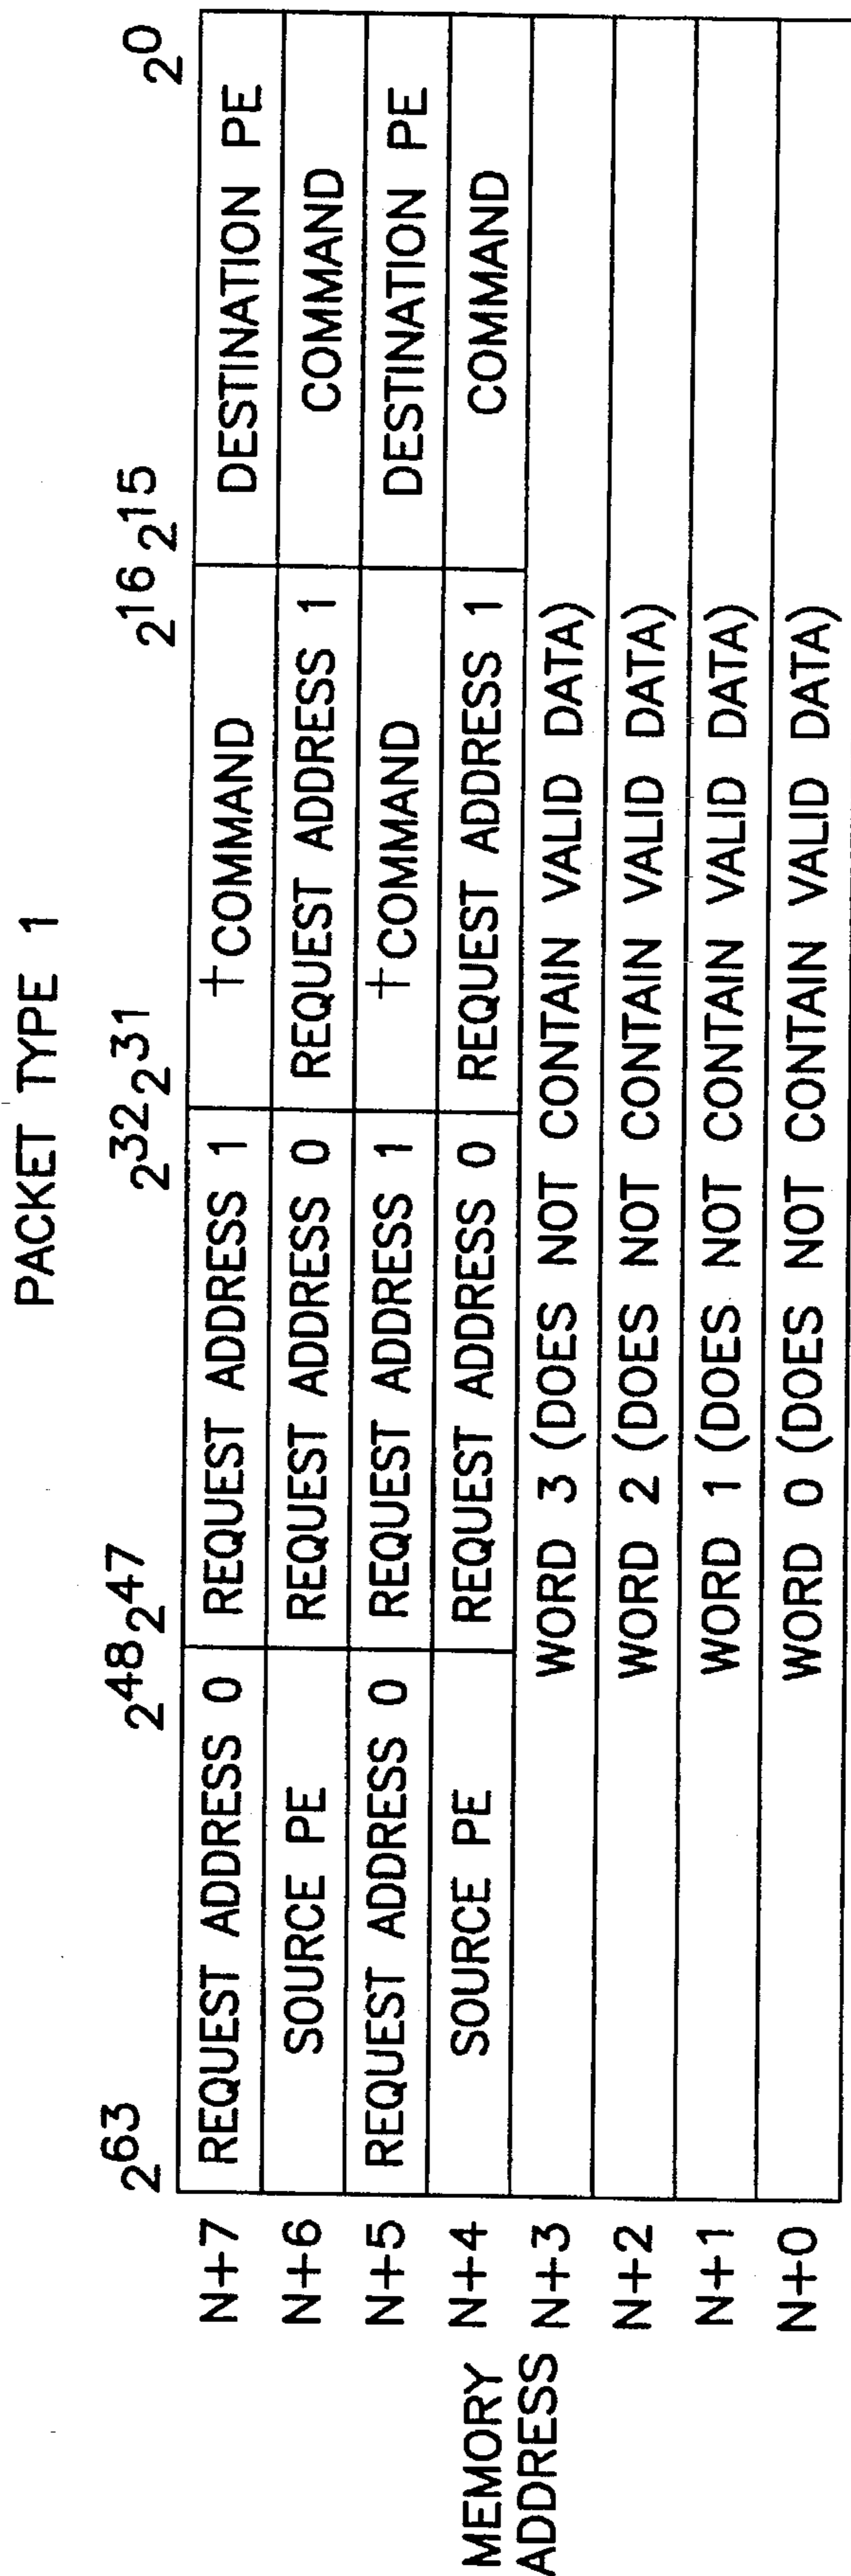 PACKET TYPE 1
2^63 2^48 2^47 2^32 2^31 2^16 2^15 2^0
N+7 REQUEST ADDRESS 0 REQUEST ADDRESS 1 †COMMAND DESTINATION PE
N+6 SOURCE PE REQUEST ADDRESS 0 REQUEST ADDRESS 1 COMMAND
N+5 REQUEST ADDRESS 0 REQUEST ADDRESS 1 †COMMAND DESTINATION PE
MEMORY N+4 SOURCE PE REQUEST ADDRESS 0 REQUEST ADDRESS 1 COMMAND
ADDRESS N+3 WORD 3 (DOES NOT CONTAIN VALID DATA)
N+2 WORD 2 (DOES NOT CONTAIN VALID DATA)
N+1 WORD 1 (DOES NOT CONTAIN VALID DATA)
N+0 WORD 0 (DOES NOT CONTAIN VALID DATA)